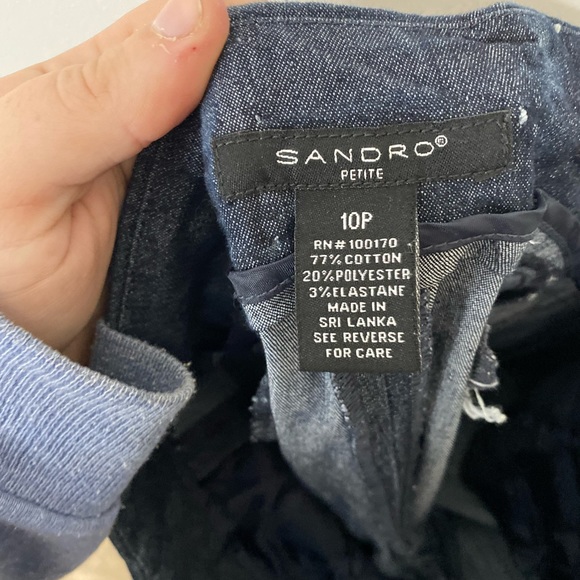 SANDRO®
PETITE
10P
RN# 100170
77% COTTON
20% POLYESTER
3% ELASTANE
MADE IN
SRI LANKA
SEE REVERSE
FOR CARE